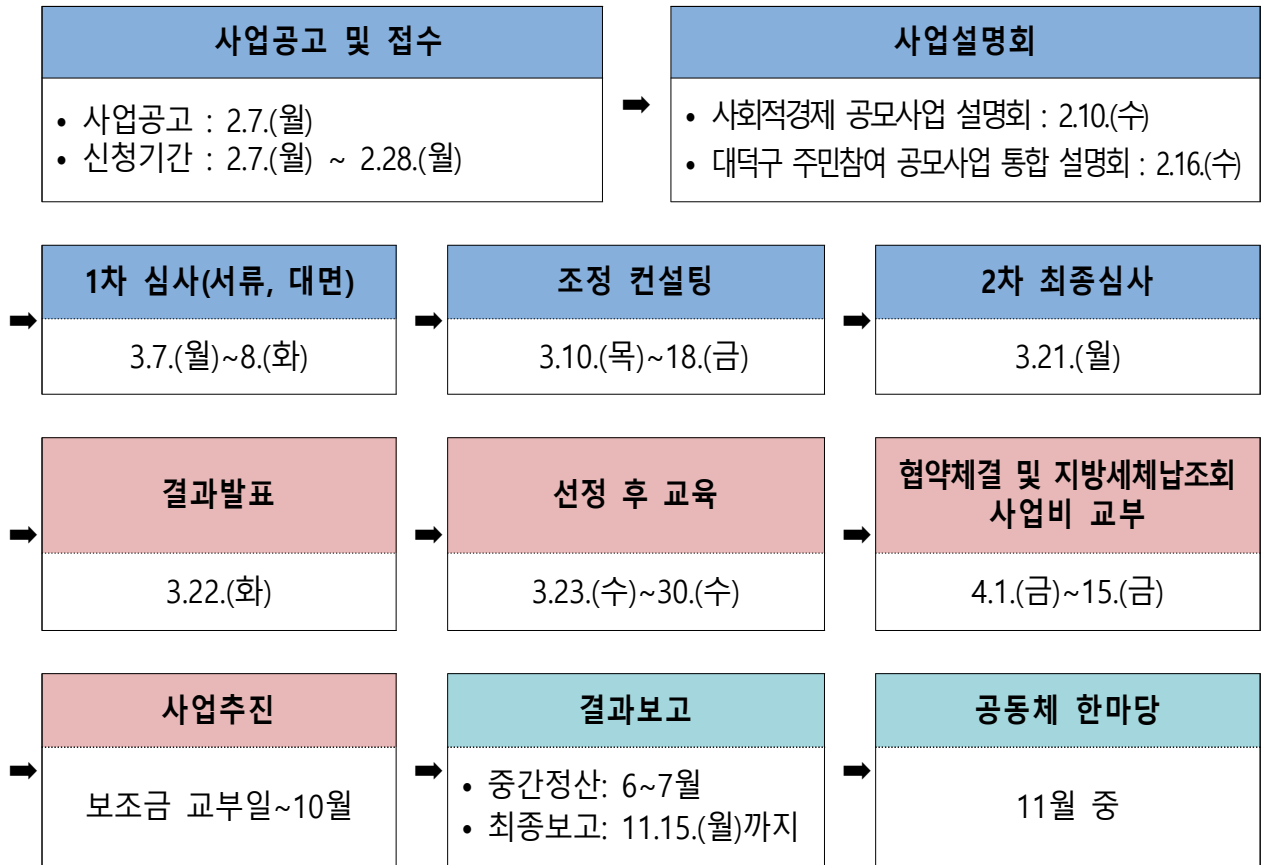 사업공고 및 접수
• 사업공고 : 2.7.(월)
• 신청기간 : 2.7.(월) ~ 2.28.(월)
➡
사업설명회
• 사회적경제 공모사업 설명회 : 2.10.(수)
• 대덕구 주민참여 공모사업 통합 설명회 : 2.16.(수)
➡
1차 심사(서류, 대면)
3.7.(월)~8.(화)
➡
조정 컨설팅
3.10.(목)~18.(금)
➡
2차 최종심사
3.21.(월)
➡
결과발표
3.22.(화)
➡
선정 후 교육
3.23.(수)~30.(수)
➡
협약체결 및 지방세체납조회
사업비 교부
4.1.(금)~15.(금)
➡
사업추진
보조금 교부일~10월
➡
결과보고
• 중간정산: 6~7월
• 최종보고: 11.15.(월)까지
➡
공동체 한마당
11월 중